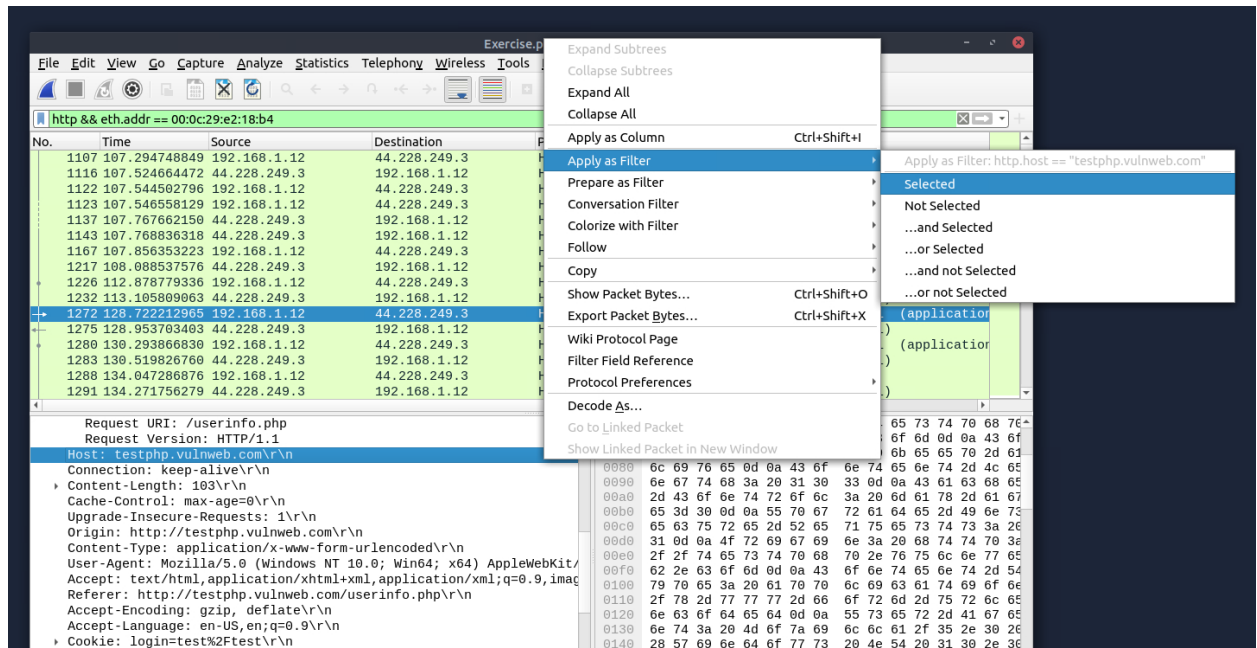 Exercise.p
File Edit View Go Capture Analyze Statistics Telephony Wireless Tools
http && eth.addr == 00:0c:29:e2:18:b4
No. Time Source Destination
1107 107.294748849 192.168.1.12 44.228.249.3
1116 107.524664472 44.228.249.3 192.168.1.12
1122 107.544502796 192.168.1.12 44.228.249.3
1123 107.546558129 192.168.1.12 44.228.249.3
1137 107.767662150 44.228.249.3 192.168.1.12
1143 107.768836318 44.228.249.3 192.168.1.12
1167 107.856353223 192.168.1.12 44.228.249.3
1217 108.088537576 44.228.249.3 192.168.1.12
1226 112.878779336 192.168.1.12 44.228.249.3
1232 113.105809063 44.228.249.3 192.168.1.12
1272 128.722212965 192.168.1.12 44.228.249.3 (application
1275 128.953703403 44.228.249.3 192.168.1.12 )
1280 130.293866830 192.168.1.12 44.228.249.3 (application
1283 130.519826760 44.228.249.3 192.168.1.12 )
1288 134.047286876 192.168.1.12 44.228.249.3
1291 134.271756279 44.228.249.3 192.168.1.12 )
Expand Subtrees
Collapse Subtrees
Expand All
Collapse All
Apply as Column Ctrl+Shift+I
Apply as Filter
Prepare as Filter
Conversation Filter
Colorize with Filter
Follow
Copy
Show Packet Bytes... Ctrl+Shift+O
Export Packet Bytes... Ctrl+Shift+X
Wiki Protocol Page
Filter Field Reference
Protocol Preferences
Decode As...
Go to Linked Packet
Show Linked Packet in New Window
Apply as Filter: http.host == "testphp.vulnweb.com"
Selected
Not Selected
...and Selected
...or Selected
...and not Selected
...or not Selected
Request URI: /userinfo.php
Request Version: HTTP/1.1
Host: testphp.vulnweb.com\r\n
Connection: keep-alive\r\n
Content-Length: 103\r\n
Cache-Control: max-age=0\r\n
Upgrade-Insecure-Requests: 1\r\n
Origin: http://testphp.vulnweb.com\r\n
Content-Type: application/x-www-form-urlencoded\r\n
User-Agent: Mozilla/5.0 (Windows NT 10.0; Win64; x64) AppleWebKit/
Accept: text/html,application/xhtml+xml,application/xml;q=0.9,imag
Referer: http://testphp.vulnweb.com/userinfo.php\r\n
Accept-Encoding: gzip, deflate\r\n
Accept-Language: en-US,en;q=0.9\r\n
Cookie: login=test%2Ftest\r\n
65 73 74 70 68 70
6f 6d 0d 0a 43 6f
6b 65 65 70 2d 61
0080 6c 69 76 65 0d 0a 43 6f 6e 74 65 6e 74 2d 4c 65
0090 6e 67 74 68 3a 20 31 30 33 0d 0a 43 61 63 68 65
00a0 2d 43 6f 6e 74 72 6f 6c 3a 20 6d 61 78 2d 61 67
00b0 65 3d 30 0d 0a 55 70 67 72 61 64 65 2d 49 6e 73
00c0 65 63 75 72 65 2d 52 65 71 75 65 73 74 73 3a 20
00d0 31 0d 0a 4f 72 69 67 69 6e 3a 20 68 74 74 70 3a
00e0 2f 2f 74 65 73 74 70 68 70 2e 76 75 6c 6e 77 65
00f0 62 2e 63 6f 6d 0d 0a 43 6f 6e 74 65 6e 74 2d 54
0100 79 70 65 3a 20 61 70 70 6c 69 63 61 74 69 6f 6e
0110 2f 78 2d 77 77 77 2d 66 6f 72 6d 2d 75 72 6c 65
0120 6e 63 6f 64 65 64 0d 0a 55 73 65 72 2d 41 67 65
0130 6e 74 3a 20 4d 6f 7a 69 6c 6c 61 2f 35 2e 30 20
0140 28 57 69 6e 64 6f 77 73 20 4e 54 20 31 30 2e 30